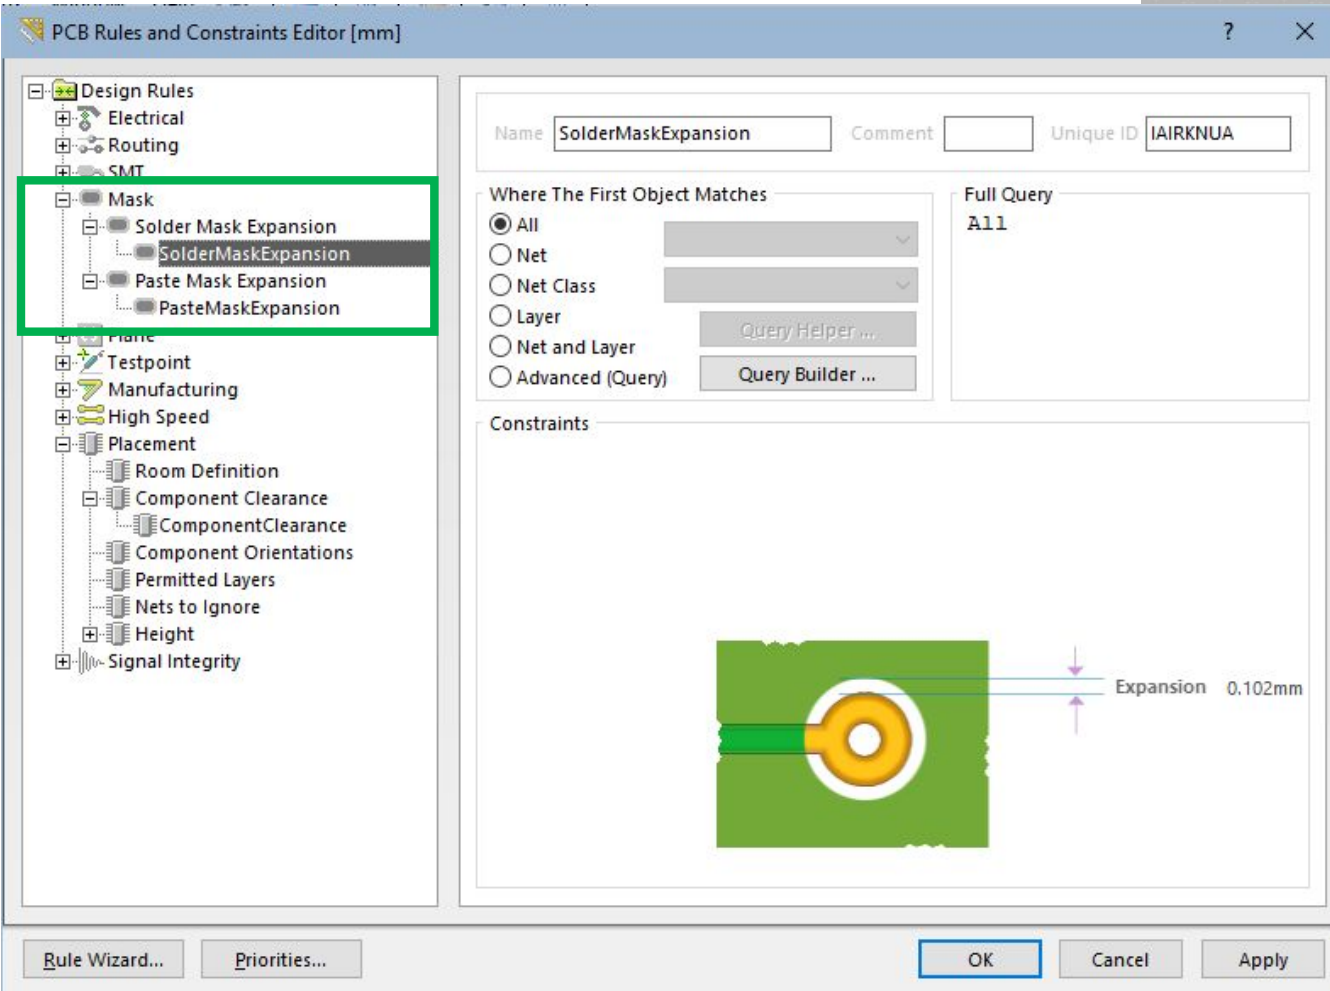 PCB Rules and Constraints Editor [mm]
?
Design Rules
Electrical
Routing
SMT
Mask
Solder Mask Expansion
SolderMaskExpansion
Paste Mask Expansion
PasteMaskExpansion
Plane
Testpoint
Manufacturing
High Speed
Placement
Room Definition
Component Clearance
ComponentClearance
Component Orientations
Permitted Layers
Nets to Ignore
Height
Signal Integrity
Name SolderMaskExpansion Comment Unique ID IAIRKNUA
Where The First Object Matches
All
Net
Net Class
Layer
Net and Layer
Advanced (Query)
Query Helper ...
Query Builder ...
Full Query
All
Constraints
Expansion 0.102mm
Rule Wizard... Priorities... OK Cancel Apply